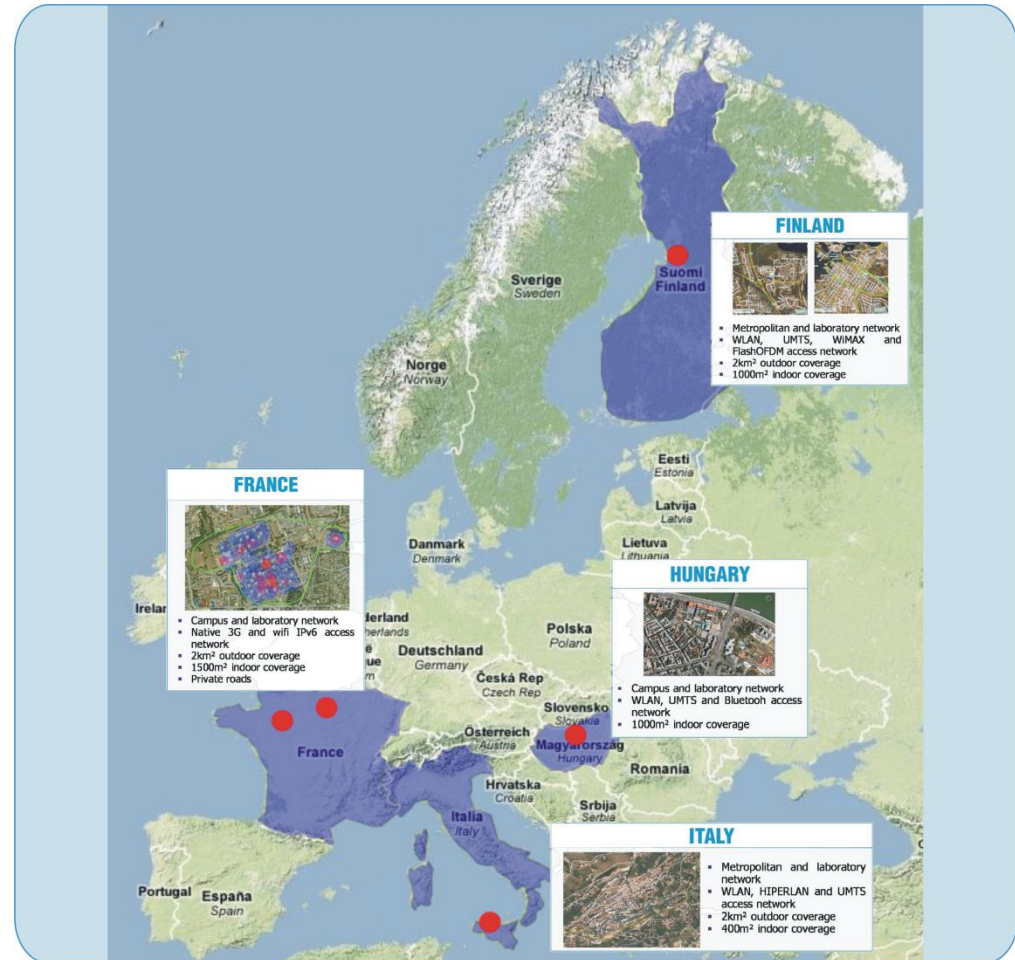 FINLAND
Metropolitan and laboratory network
WLAN, UMTS, WiMAX and
FlashOFDM access network
2km² outdoor coverage
1000m² indoor coverage
Suomi
Finland
Sverige
Sweden
Norge
Norway
Eesti
Estonia
Latvija
Latvia
Lietuva
Lithuania
Danmark
Denmark
FRANCE
Campus and laboratory network
Native 3G and wifi IPv6 access
network
2km² outdoor coverage
1500m² indoor coverage
Private roads
Irelan
derland
herlands
Deutschland
Germany
Polska
Poland
Česká Rep
Czech Rep
HUNGARY
Campus and laboratory network
WLAN, UMTS and Bluetooh access
network
1000m² indoor coverage
Slovensko
Slovakia
Österreich
Austria
Magyarország
Hungary
France
Romania
Hrvatska
Croatia
Srbija
Serbia
Italia
Italy
ITALY
Metropolitan and laboratory
network
WLAN, HIPERLAN and UMTS
access network
2km² outdoor coverage
400m² indoor coverage
Portugal
España
Spain